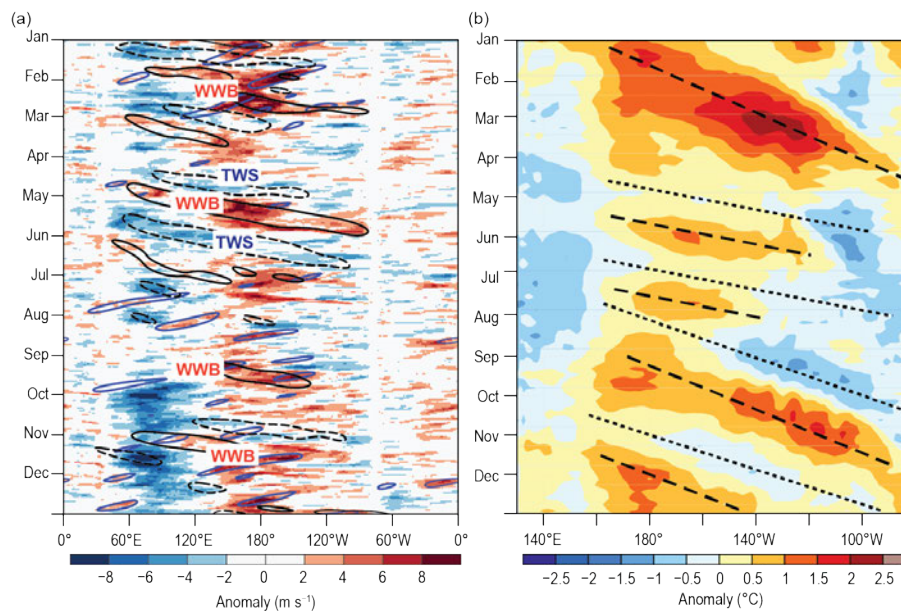 (a)
Jan
Feb
Mar
Apr
May
Jun
Jul
Aug
Sep
Oct
Nov
Dec
WWB
TWS
WWB
TWS
WWB
WWB
0° 60°E 120°E 180° 120°W 60°W 0°
−8 −6 −4 −2 0 2 4 6 8
Anomaly (m s⁻¹)
(b)
Jan
Feb
Mar
Apr
May
Jun
Jul
Aug
Sep
Oct
Nov
Dec
130°E 180° 140°W 100°W
−2.5 −2 −1.5 −1 −0.5 0 0.5 1 1.5 2 2.5
Anomaly (°C)